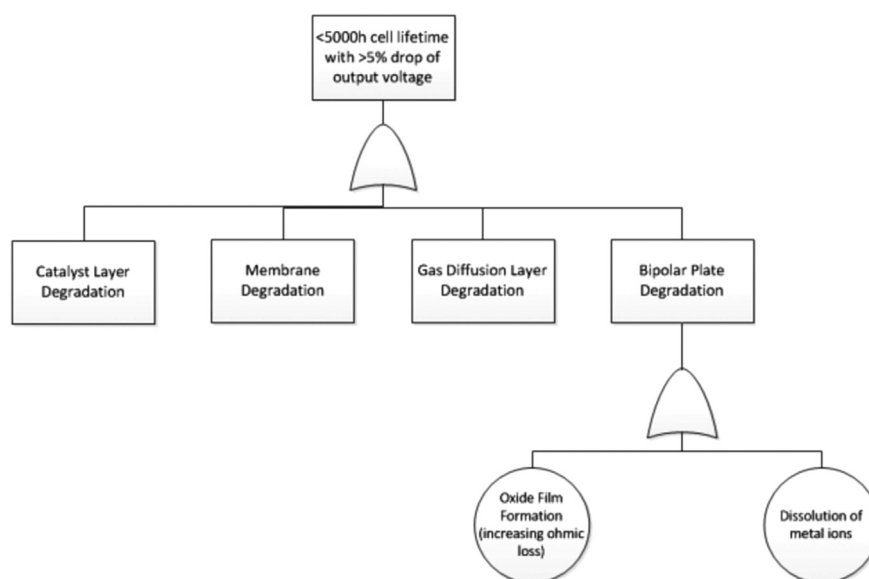 <5000h cell lifetime
with >5% drop of
output voltage
Catalyst Layer
Degradation
Membrane
Degradation
Gas Diffusion Layer
Degradation
Bipolar Plate
Degradation
Oxide Film
Formation
(increasing ohmic
loss)
Dissolution of
metal ions